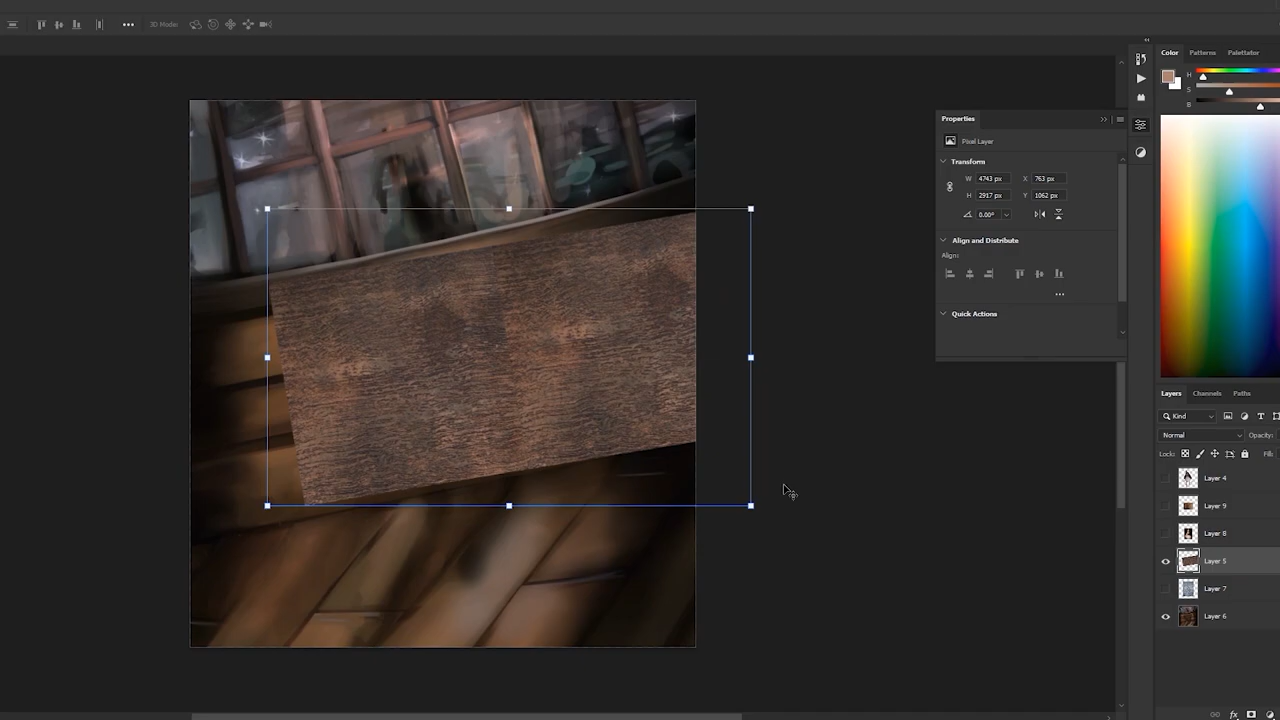 3D Mode:
Color Patterns Palettator
H
S
B
Properties
Pixel Layer
Transform
W 4743 px X 763 px
H 2917 px Y 1062 px
0.00°
Align and Distribute
Align:
Quick Actions
Layers Channels Paths
Kind T
Normal Opacity:
Lock: Fill:
Layer 4
Layer 9
Layer 8
Layer 5
Layer 7
Layer 6
fx